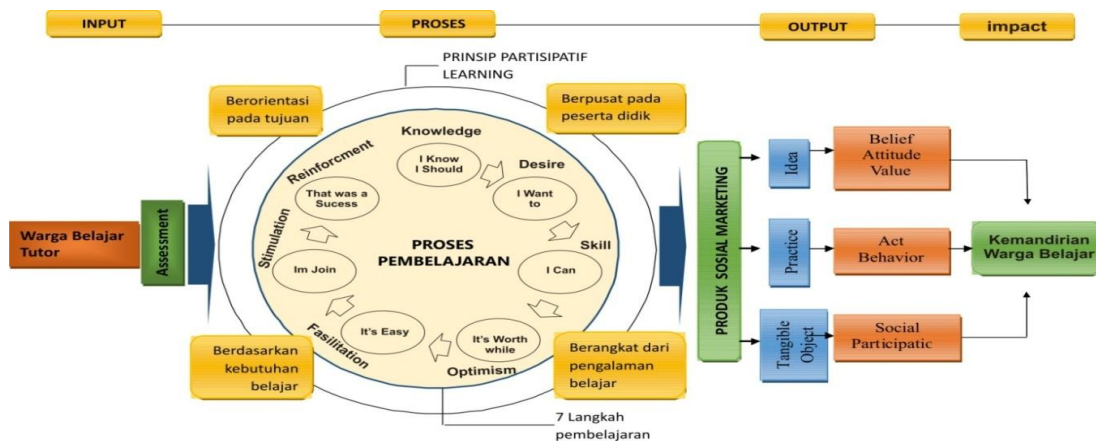 INPUT
PROSES
OUTPUT
impact
PRINSIP PARTISIPATIF
LEARNING
Berorientasi
pada tujuan
Berpusat pada
peserta didik
Knowledge
I Know
I Should
Desire
I Want
to
Skill
I Can
It's Worth
while
Optimism
It's Easy
Fasilitation
Im Join
Stimulation
That was a
Sucess
Reinforcment
PROSES
PEMBELAJARAN
Warga Belajar
Tutor
Assessment
Berdasarkan
kebutuhan
belajar
Berangkat dari
pengalaman
belajar
7 Langkah
pembelajaran
PRODUK SOSIAL MARKETING
Idea
Belief
Attitude
Value
Practice
Act
Behavior
Tangible
Object
Social
Participatic
Kemandirian
Warga Belajar